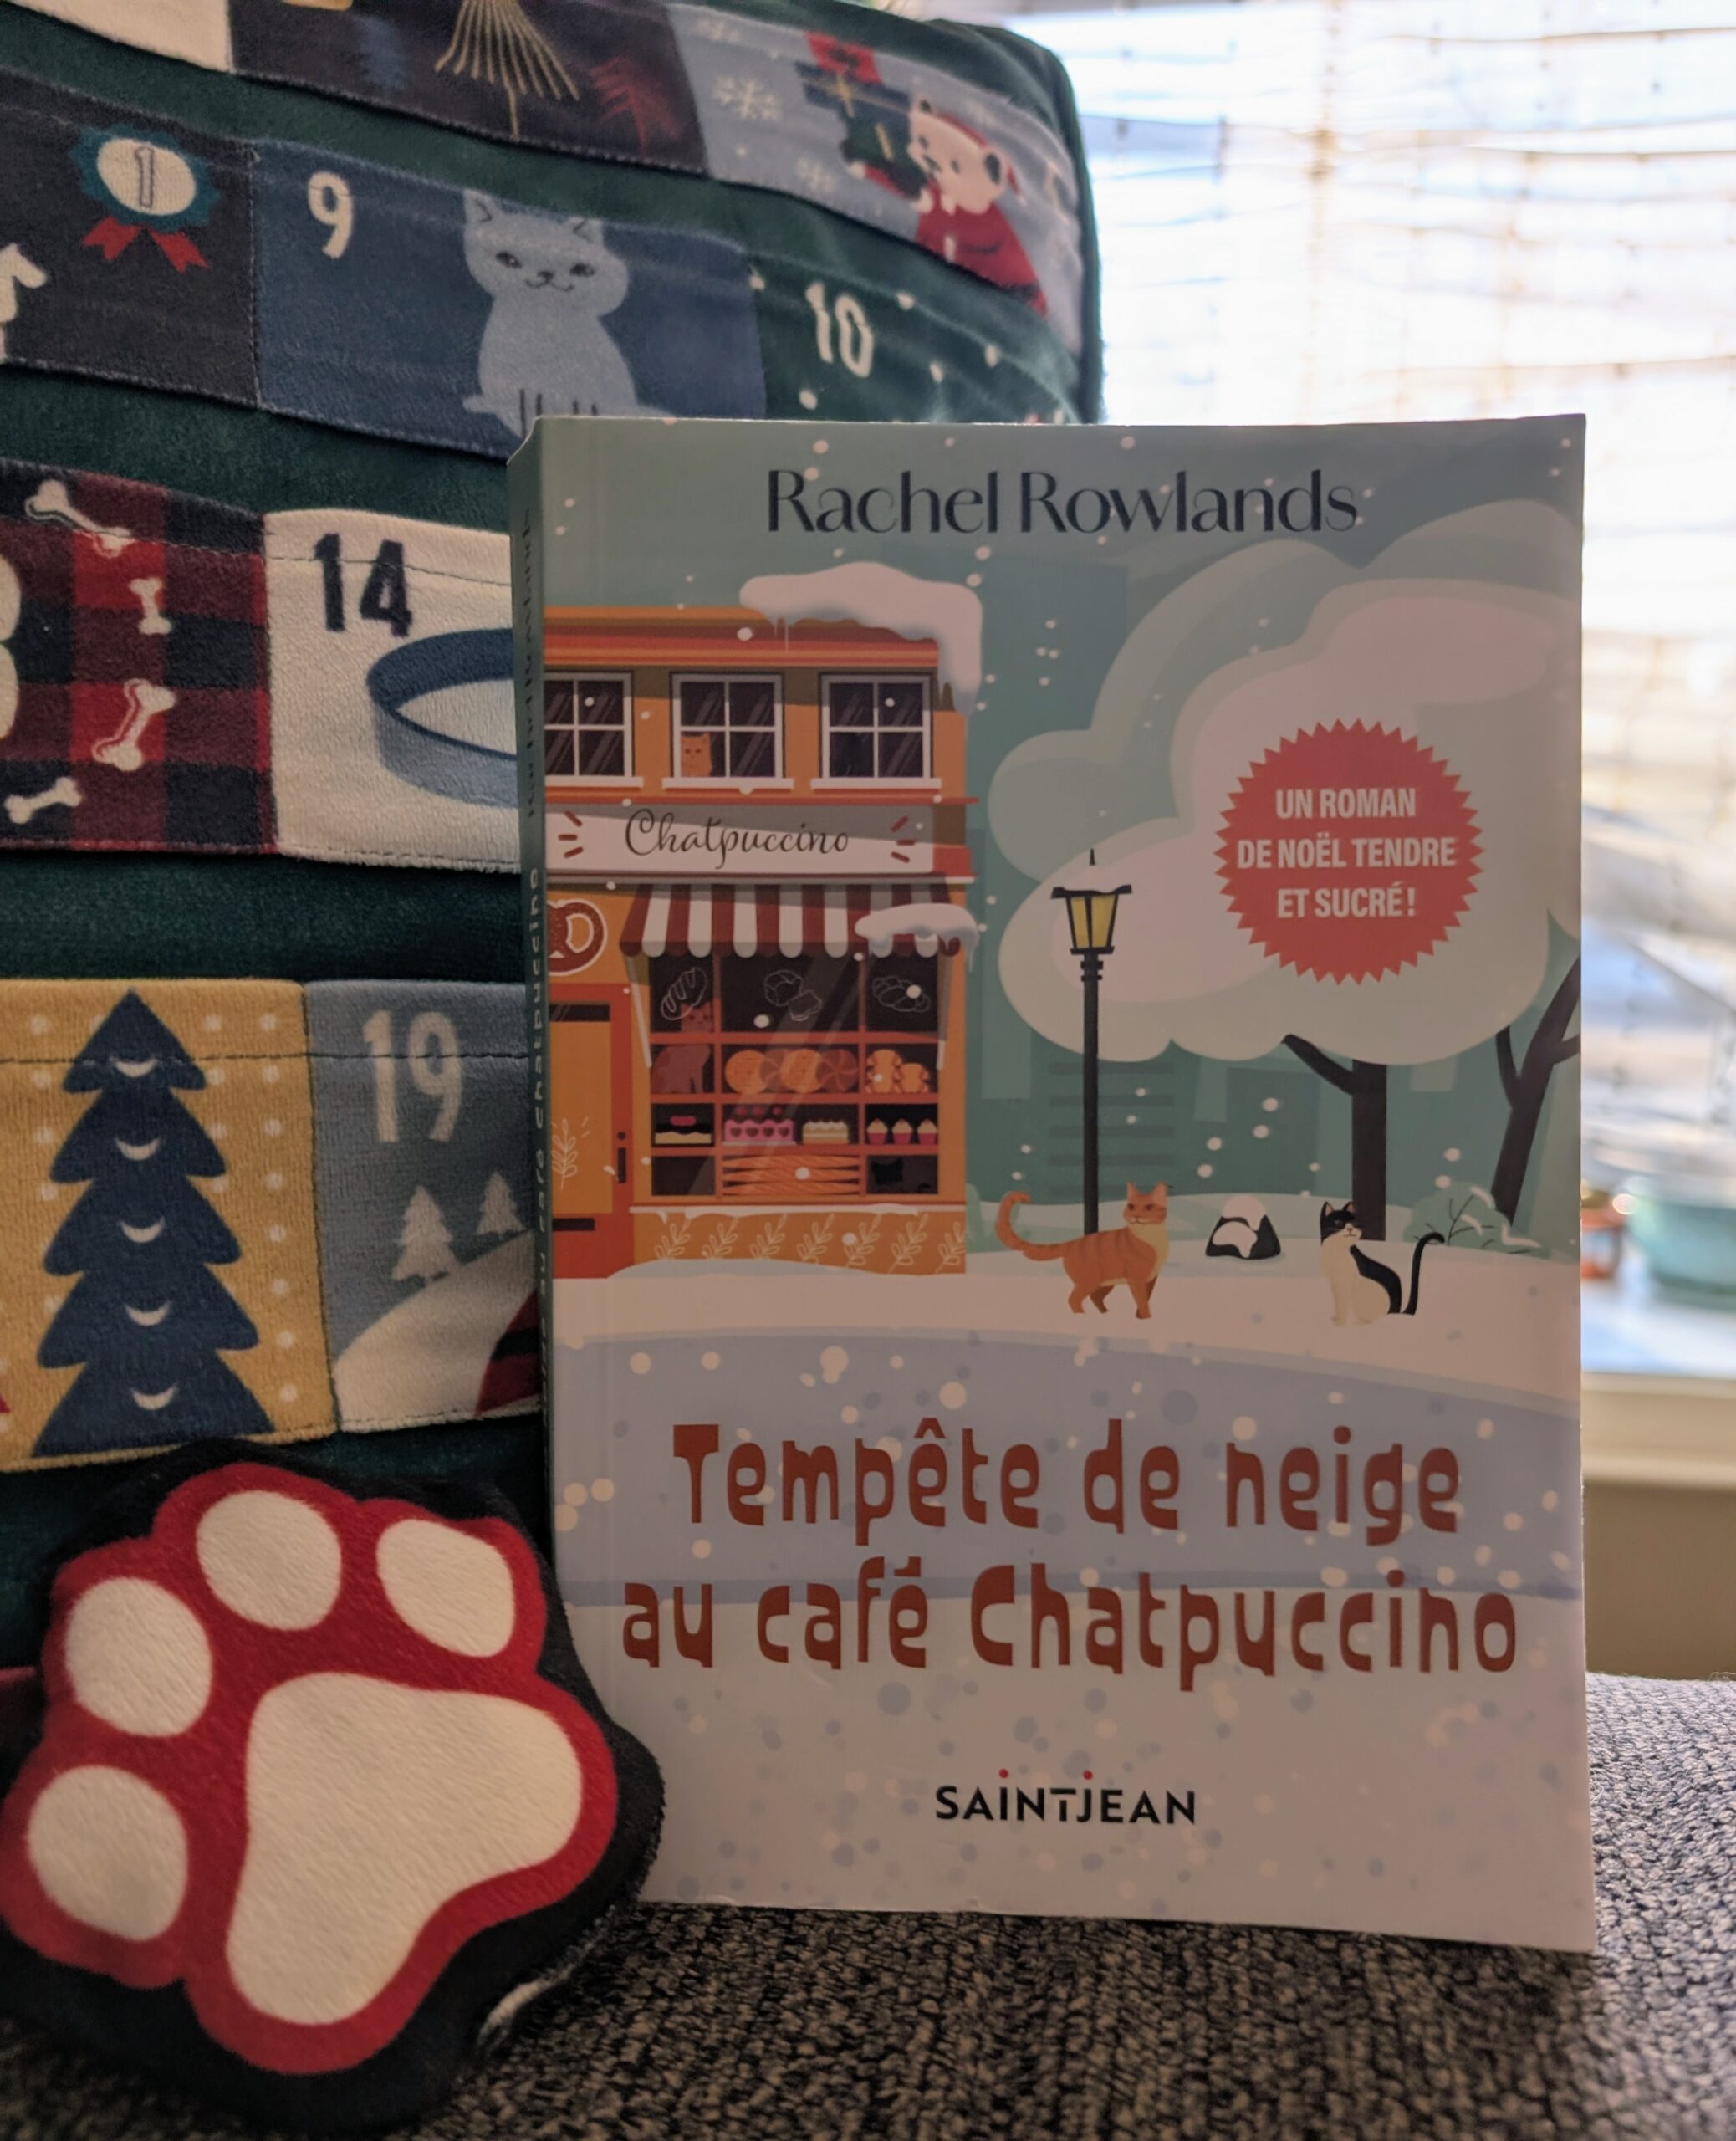 1
9
10
14
19
Rachel Rowlands
Chatpuccino
UN ROMAN
DE NOËL TENDRE
ET SUCRÉ!
Tempête de neige
au café Chatpuccino
SAINTJEAN